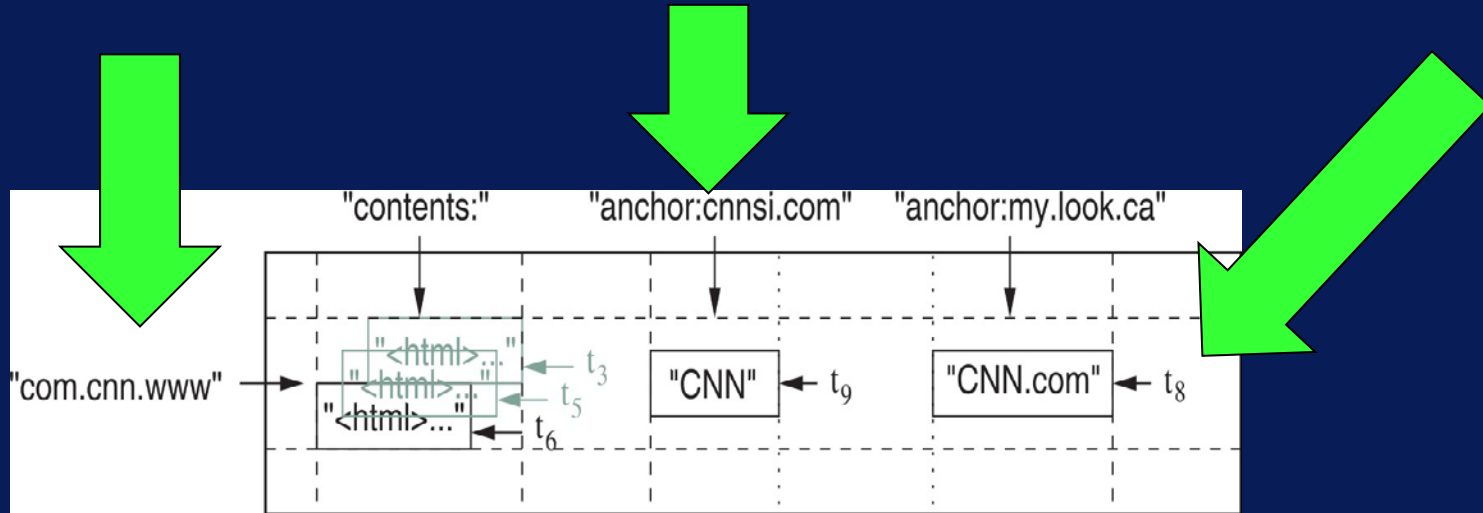 "contents:" "anchor:cnnsi.com" "anchor:my.look.ca"
"<html>..." t3
"com.cnn.www" "<html>..." t5 "CNN" t9 "CNN.com" t8
"<html>..." t6